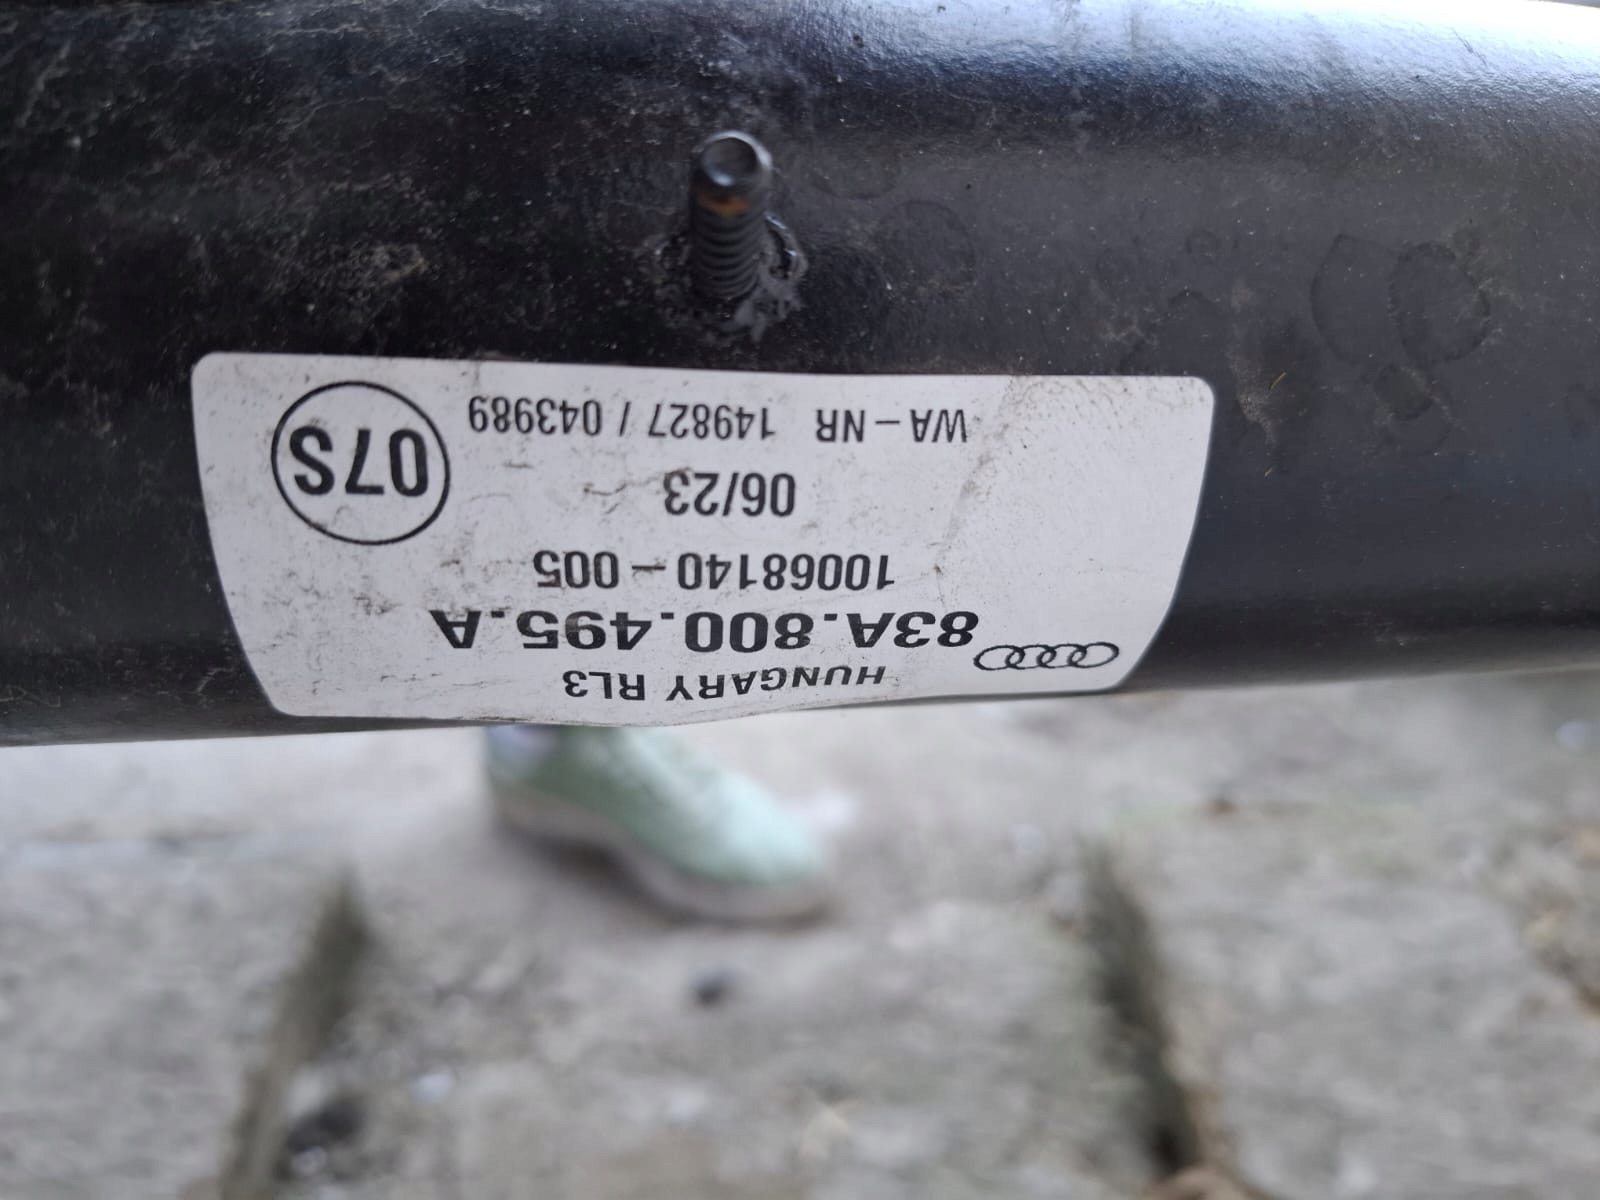 HUNGARY RL3
83A.800.495.A
10068140-005
06/23
07S
WA-NR 149827 / 043989